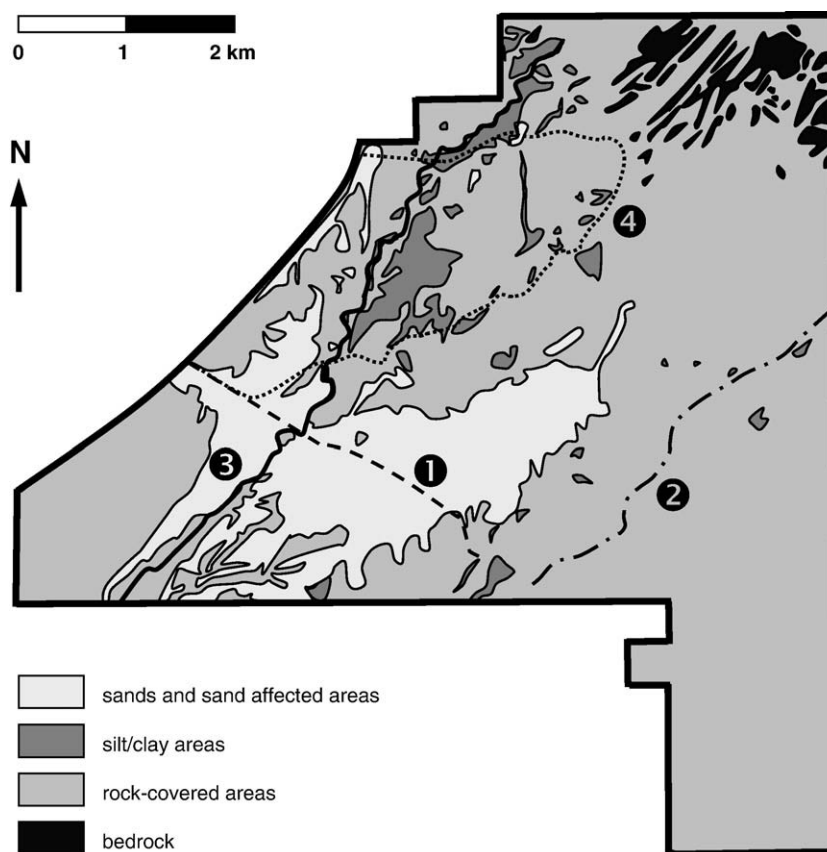 0 1 2 km
N
4
3
1
2
sands and sand affected areas
silt/clay areas
rock-covered areas
bedrock